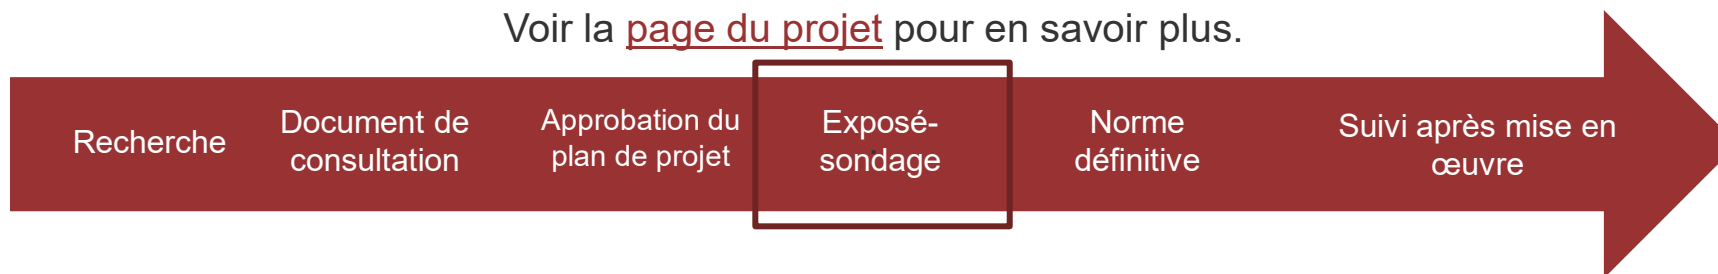 Voir la page du projet pour en savoir plus.
Recherche
Document de
consultation
Approbation du
plan de projet
Exposé-
sondage
Norme
définitive
Suivi après mise en
œuvre